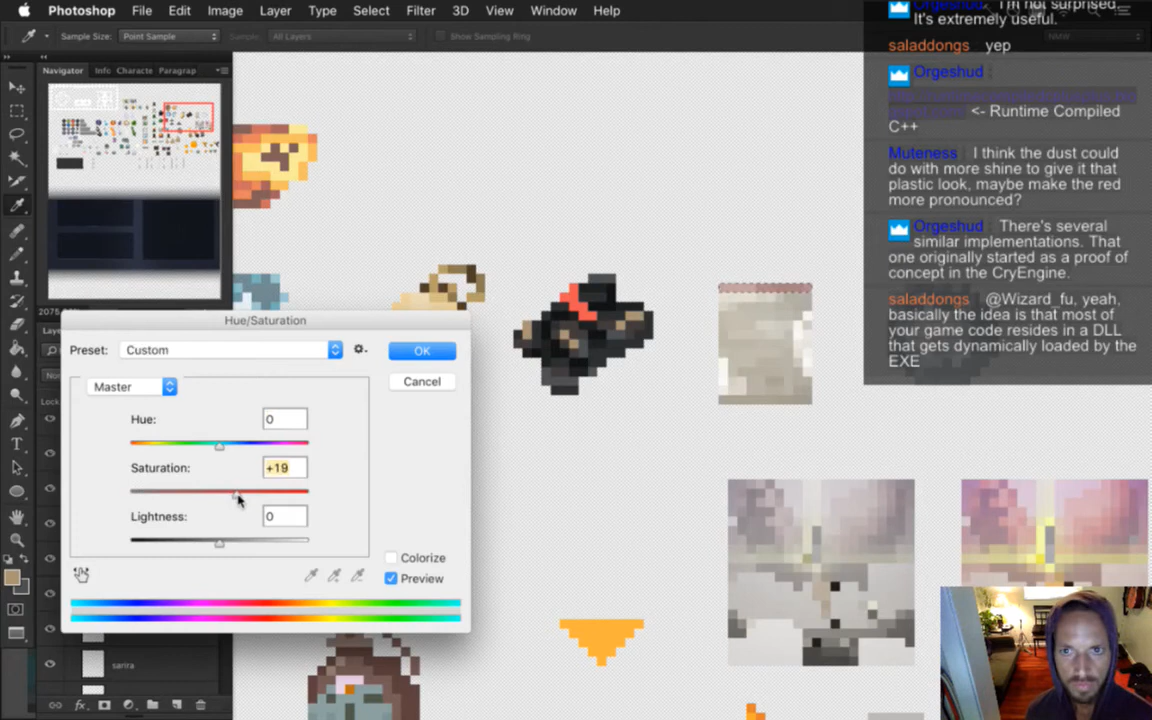 Photoshop File Edit Image Layer Type Select Filter 3D View Window Help
Sample Size: Point Sample All Layers Show Sampling Ring
Navigator Info Characte Paragrap
Hue/Saturation
Preset: Custom
OK
Master
Cancel
Hue: 0
Saturation: +19
Lightness: 0
Colorize
Preview
sarira
Orgeshud : I'm not surprised.
It's extremely useful.
saladdongs yep
Orgeshud :
<- Runtime Compiled
C++
Muteness I think the dust could
do with more shine to give it that
plastic look, maybe make the red
more pronounced?
Orgeshud : There's several
similar implementations. That
one originally started as a proof of
concept in the CryEngine.
saladdongs @Wizard_fu, yeah,
basically the idea is that most of
your game code resides in a DLL
that gets dynamically loaded by the
EXE